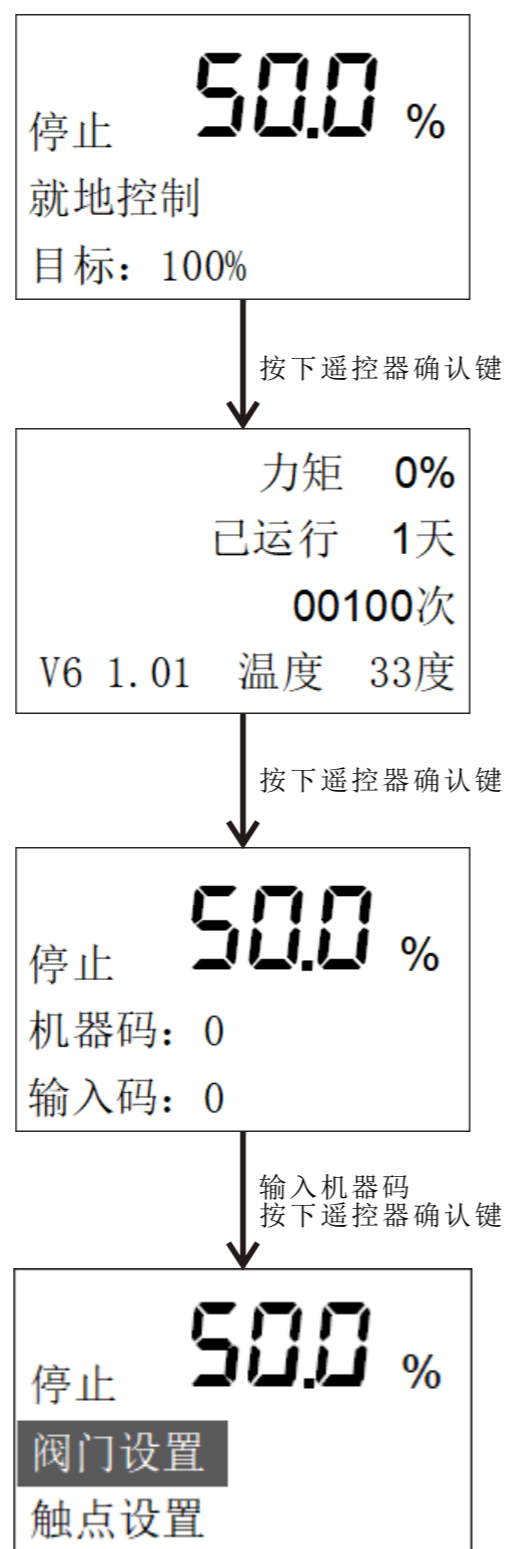 停止 50.0 %
就地控制
目标：100%
按下遥控器确认键
力矩 0%
已运行 1天
00100次
V6 1.01 温度 33度
按下遥控器确认键
停止 50.0 %
机器码：0
输入码：0
输入机器码
按下遥控器确认键
停止 50.0 %
阀门设置
触点设置